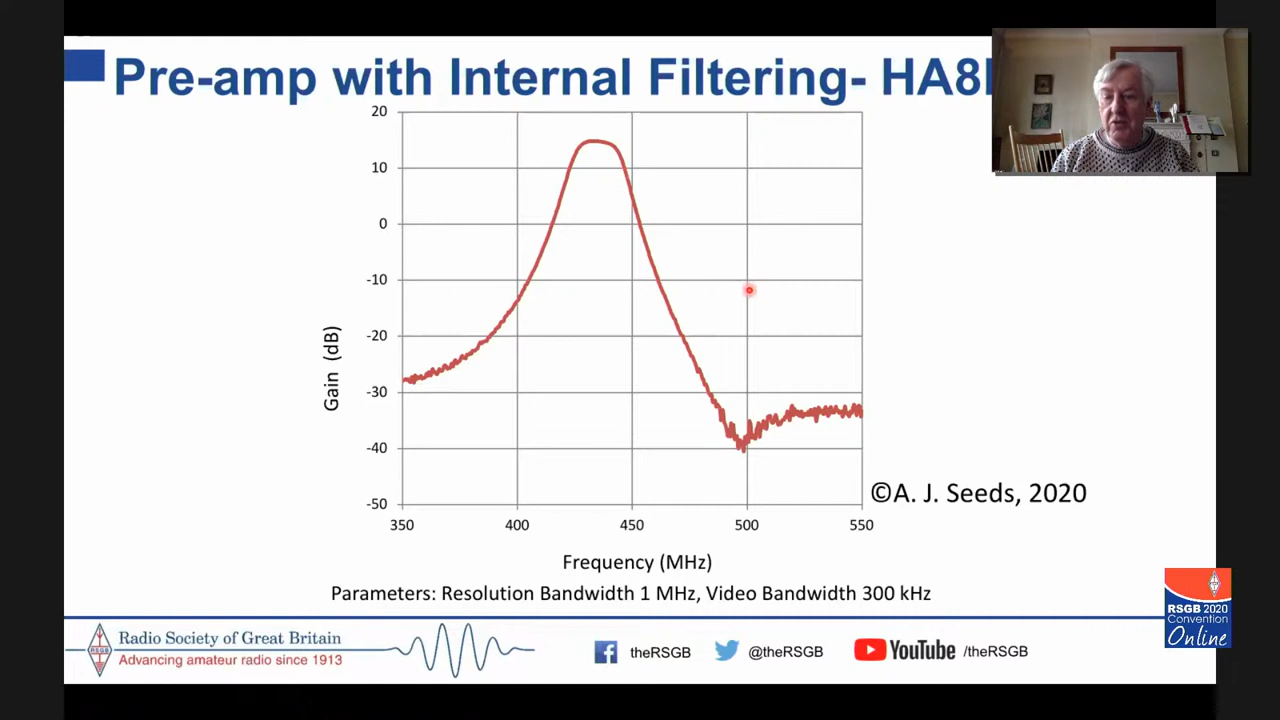 Pre-amp with Internal Filtering- HA8
20
10
0
-10
-20
-30
-40
-50
Gain (dB)
350
400
450
500
550
Frequency (MHz)
Parameters: Resolution Bandwidth 1 MHz, Video Bandwidth 300 kHz
©A. J. Seeds, 2020
RSGB 2020
Convention
Online
RSGB
Radio Society of Great Britain
Advancing amateur radio since 1913
theRSGB
@theRSGB
YouTube /theRSGB